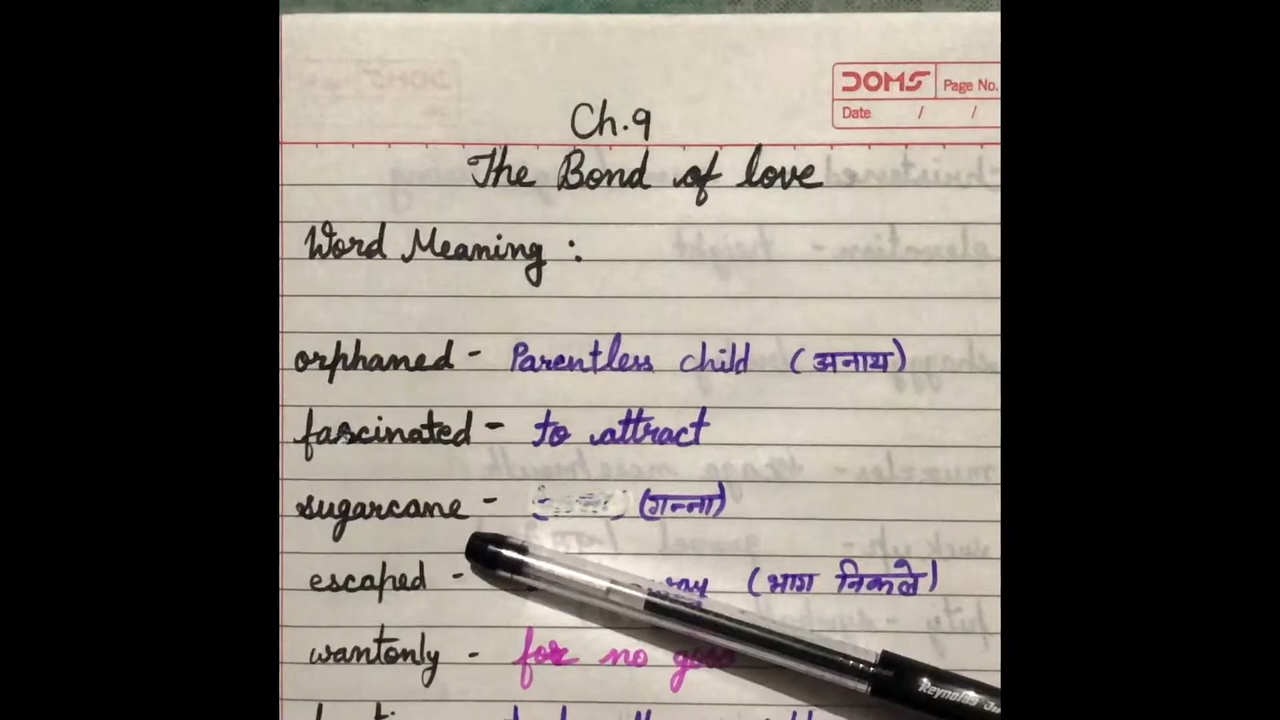 DOMS Page No.
Date / /
Ch.9
The Bond of love
Word Meaning :
orphaned - Parentless child (अनाथ)
fascinated - to attract
sugarcane - (गन्ना)
escaped - (भाग निकले)
wantonly - for no
Reynolds